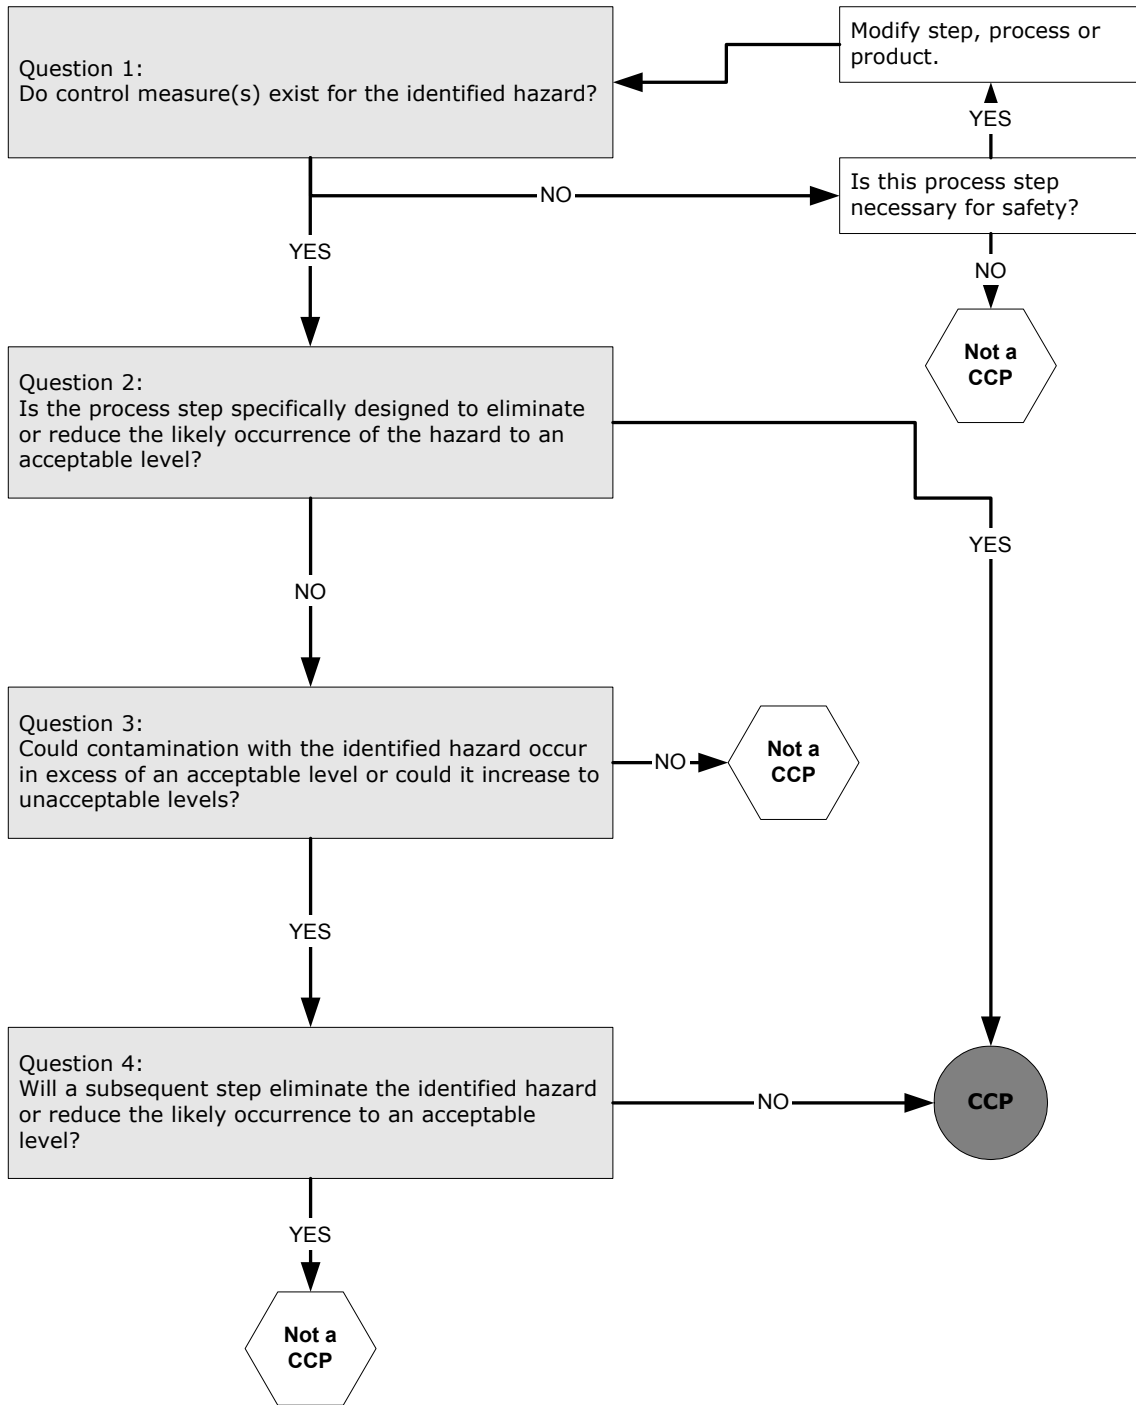 Question 1:
Do control measure(s) exist for the identified hazard?
Modify step, process or
product.
YES
Is this process step
necessary for safety?
NO
NO
Not a
CCP
YES
Question 2:
Is the process step specifically designed to eliminate
or reduce the likely occurrence of the hazard to an
acceptable level?
YES
NO
Question 3:
Could contamination with the identified hazard occur
in excess of an acceptable level or could it increase to
unacceptable levels?
NO
Not a
CCP
YES
Question 4:
Will a subsequent step eliminate the identified hazard
or reduce the likely occurrence to an acceptable
level?
NO
CCP
YES
Not a
CCP